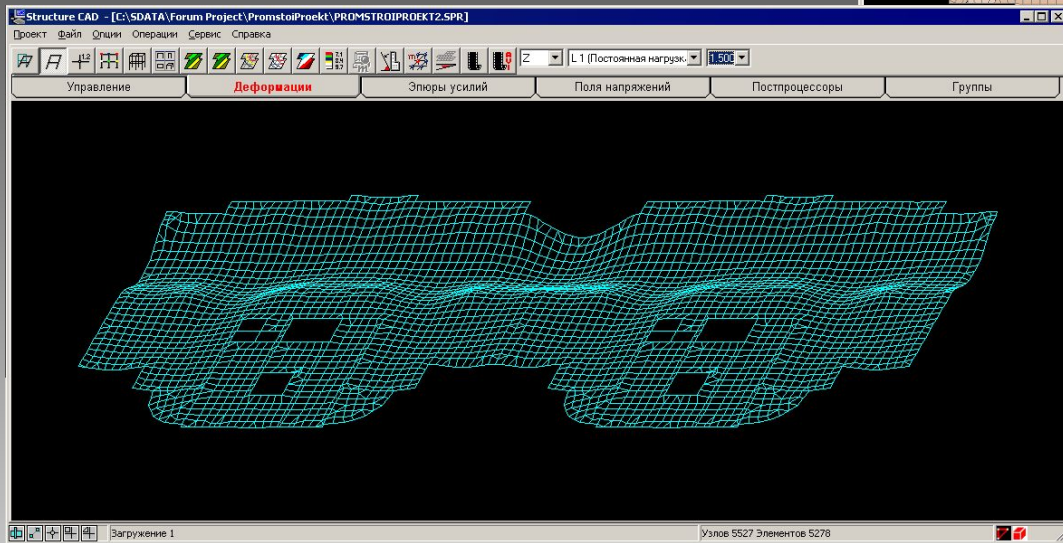 Structure CAD - [C:\SDATA\Forum Project\PromstoiProekt\PROMSTROIPROEKT2.SPR]
Проект Файл Опции Операции Сервис Справка
Z L 1 (Постоянная нагрузк. 1.500
Управление Деформации Эпюры усилий Поля напряжений Постпроцессоры Группы
Загружение 1 Узлов 5527 Элементов 5278